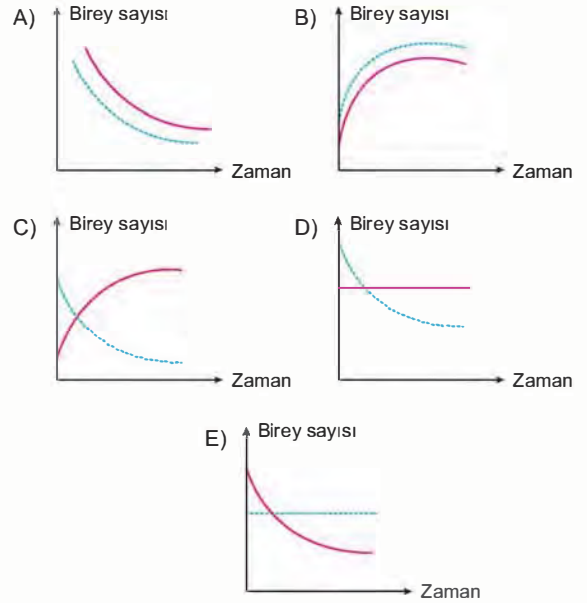 A) Birey sayısı
Zaman
B) Birey sayısı
Zaman
C) Birey sayısı
Zaman
D) Birey sayısı
Zaman
E) Birey sayısı
Zaman